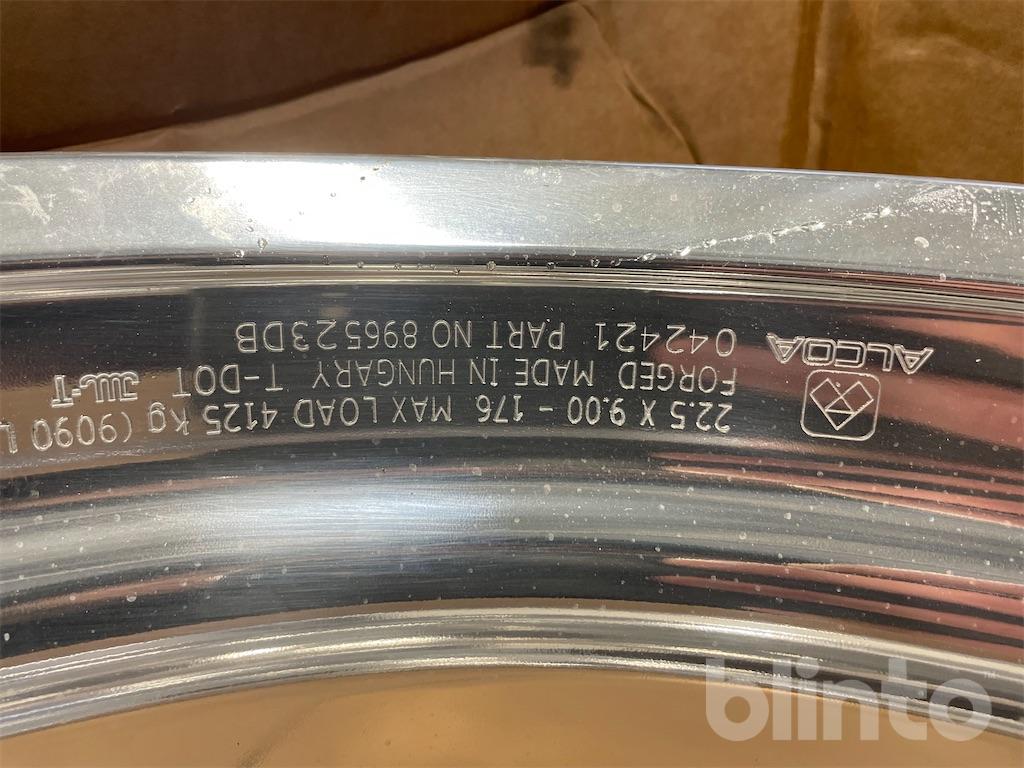 ALCOA
042421 PART NO 896523DB
FORGED MADE IN HUNGARY T-DOT JWL-T
22.5 X 9.00 - 176 MAX LOAD 4125 kg (9090 L
blinto